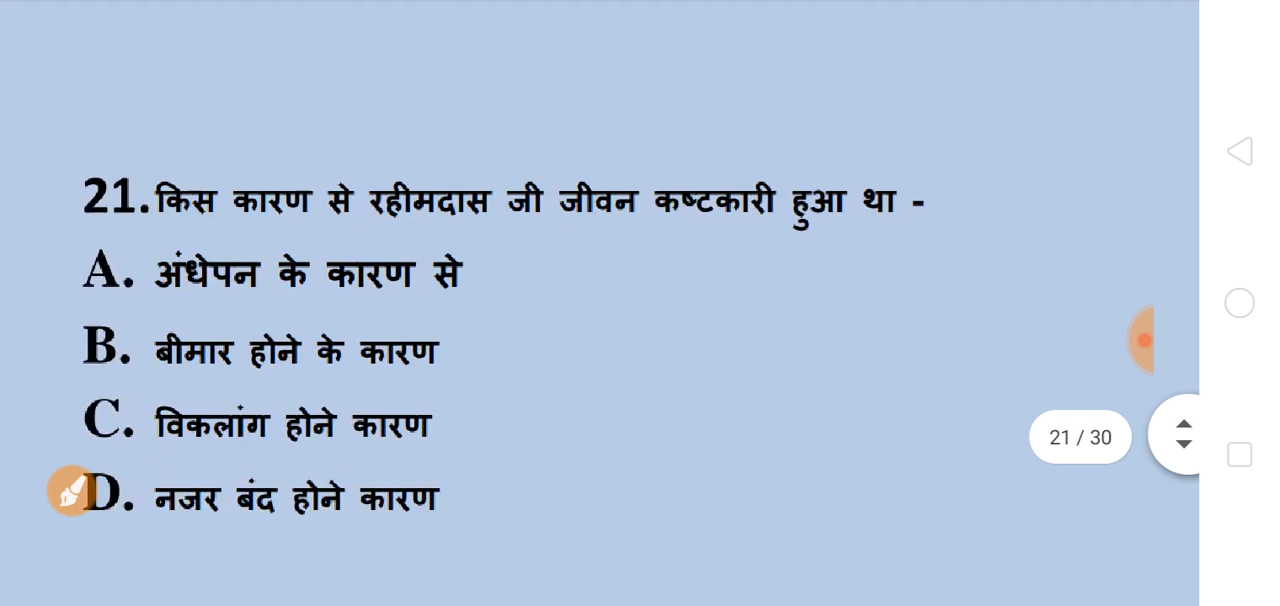 21.किस कारण से रहीमदास जी जीवन कष्टकारी हुआ था -
A. अंधेपन के कारण से
B. बीमार होने के कारण
C. विकलांग होने कारण
21 / 30
D. नजर बंद होने कारण